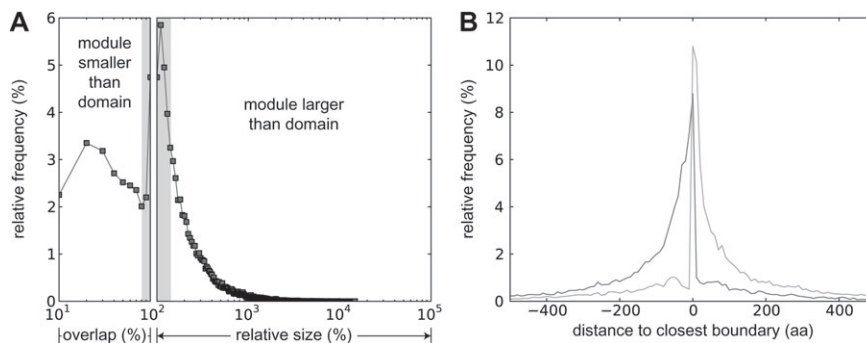 A
B
module
smaller
than
domain
module larger
than domain
relative frequency (%)
6
5
4
3
2
1
0
10^1
10^2
10^3
10^4
10^5
overlap (%)
relative size (%)
relative frequency (%)
12
10
8
6
4
2
0
−400
−200
0
200
400
distance to closest boundary (aa)